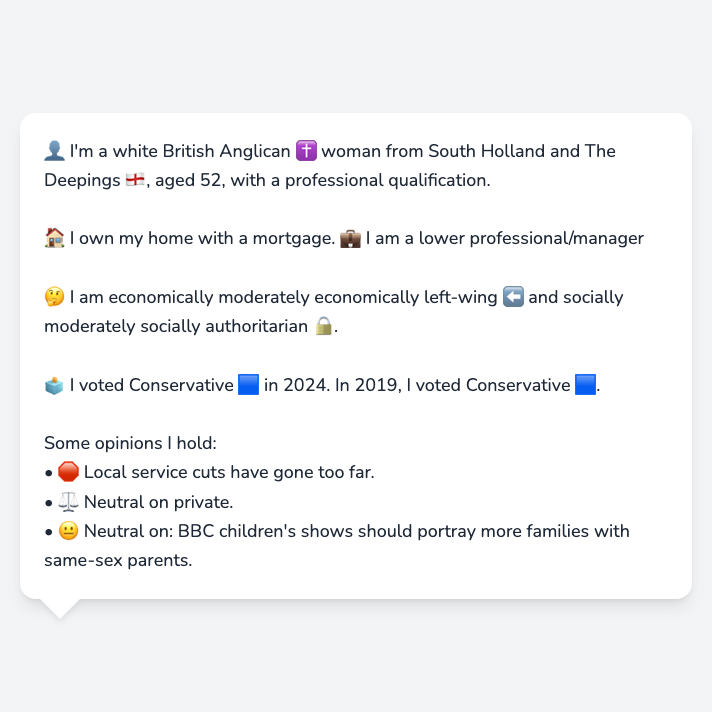 👤 I'm a white British Anglican ✝️ woman from South Holland and The
Deepings 🏴󠁧󠁢󠁥󠁮󠁧󠁿, aged 52, with a professional qualification.
🏠 I own my home with a mortgage. 💼 I am a lower professional/manager
🤔 I am economically moderately economically left-wing ⬅️ and socially
moderately socially authoritarian 🔒.
🗳️ I voted Conservative 🟦 in 2024. In 2019, I voted Conservative 🟦.
Some opinions I hold:
• 🛑 Local service cuts have gone too far.
• ⚖️ Neutral on private.
• 😐 Neutral on: BBC children's shows should portray more families with
same-sex parents.